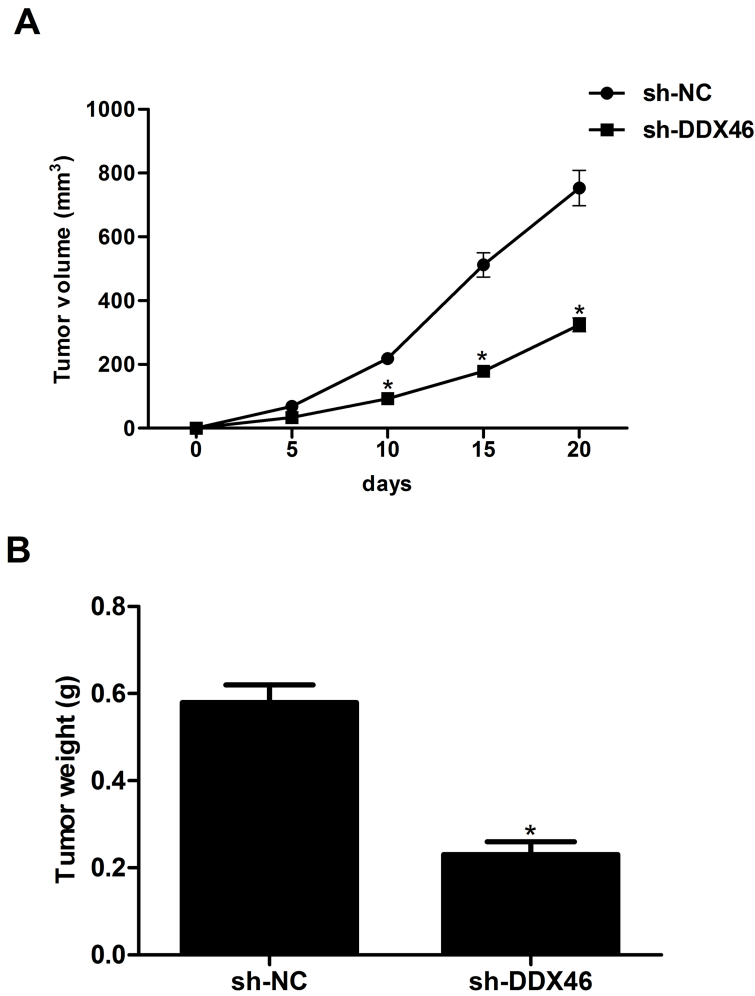 A
sh-NC
sh-DDX46
Tumor volume (mm³)
1000
800
600
400
200
0
*
*
*
0 5 10 15 20
days
B
Tumor weight (g)
0.8
0.6
0.4
0.2
0.0
*
sh-NC sh-DDX46